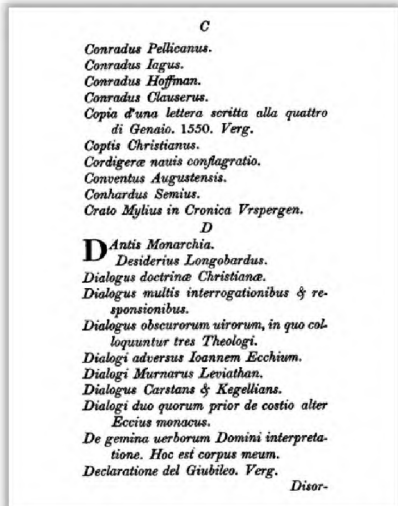 C
Conradus Pellicanus.
Conradus Iagus.
Conradus Hoffman.
Conradus Clauserus.
Copia d'una lettera scritta alla quattro
di Genaio. 1550. Verg.
Coptis Christianus.
Cordigeræ nauis conflagratio.
Conventus Augustensis.
Conhardus Semius.
Crato Mylius in Cronica Vrspergen.
D
DAntis Monarchia.
Desiderius Longobardus.
Dialogus doctrinæ Christianæ.
Dialogus multis interrogationibus & re-
sponsionibus.
Dialogus obscurorum uirorum, in quo col-
loquuntur tres Theologi.
Dialogi adversus Ioannem Ecchium.
Dialogi Murnarus Leviathan.
Dialogus Carstans & Kegellians.
Dialogi duo quorum prior de costio alter
Eccius monacus.
De gemina uerborum Domini interpreta-
tione. Hoc est corpus meum.
Declaratione del Giubileo. Verg.
Disor-